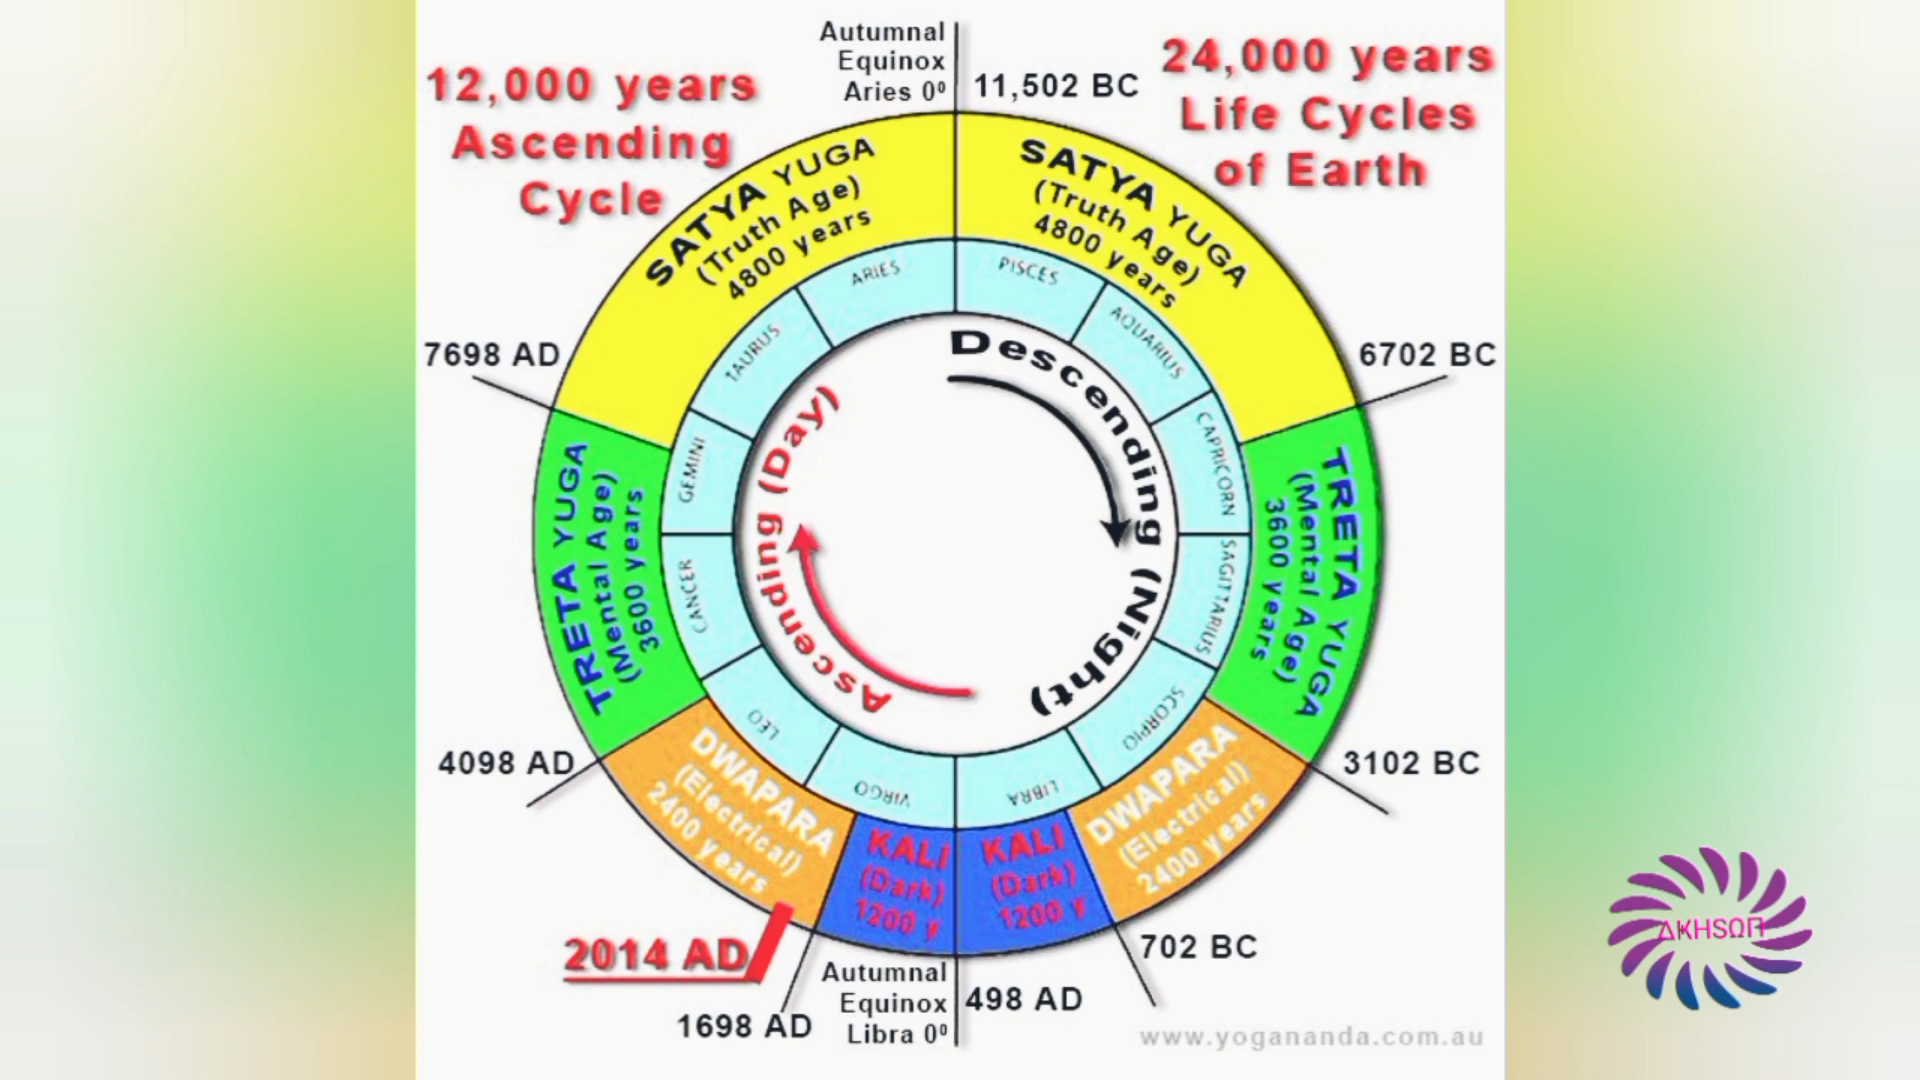 12,000 years
Ascending
Cycle
Autumnal
Equinox
Aries 0⁰
11,502 BC
24,000 years
Life Cycles
of Earth
SATYA YUGA
(Truth Age)
4800 years
SATYA YUGA
(Truth Age)
4800 years
ARIES
PISCES
TAURUS
AQUARIUS
7698 AD
6702 BC
GEMINI
CAPRICORN
Descending (Night)
Ascending (Day)
TRETA YUGA
(Mental Age)
3600 years
TRETA YUGA
(Mental Age)
3600 years
CANCER
SAGITTARIUS
LEO
SCORPIO
VIRGO
LIBRA
4098 AD
3102 BC
DWAPARA
(Electrical)
2400 years
DWAPARA
(Electrical)
2400 years
KALI
(Dark)
1200 y
KALI
(Dark)
1200 y
2014 AD
1698 AD
Autumnal
Equinox
Libra 0⁰
498 AD
702 BC
www.yogananda.com.au
ΔKHSΩΠ